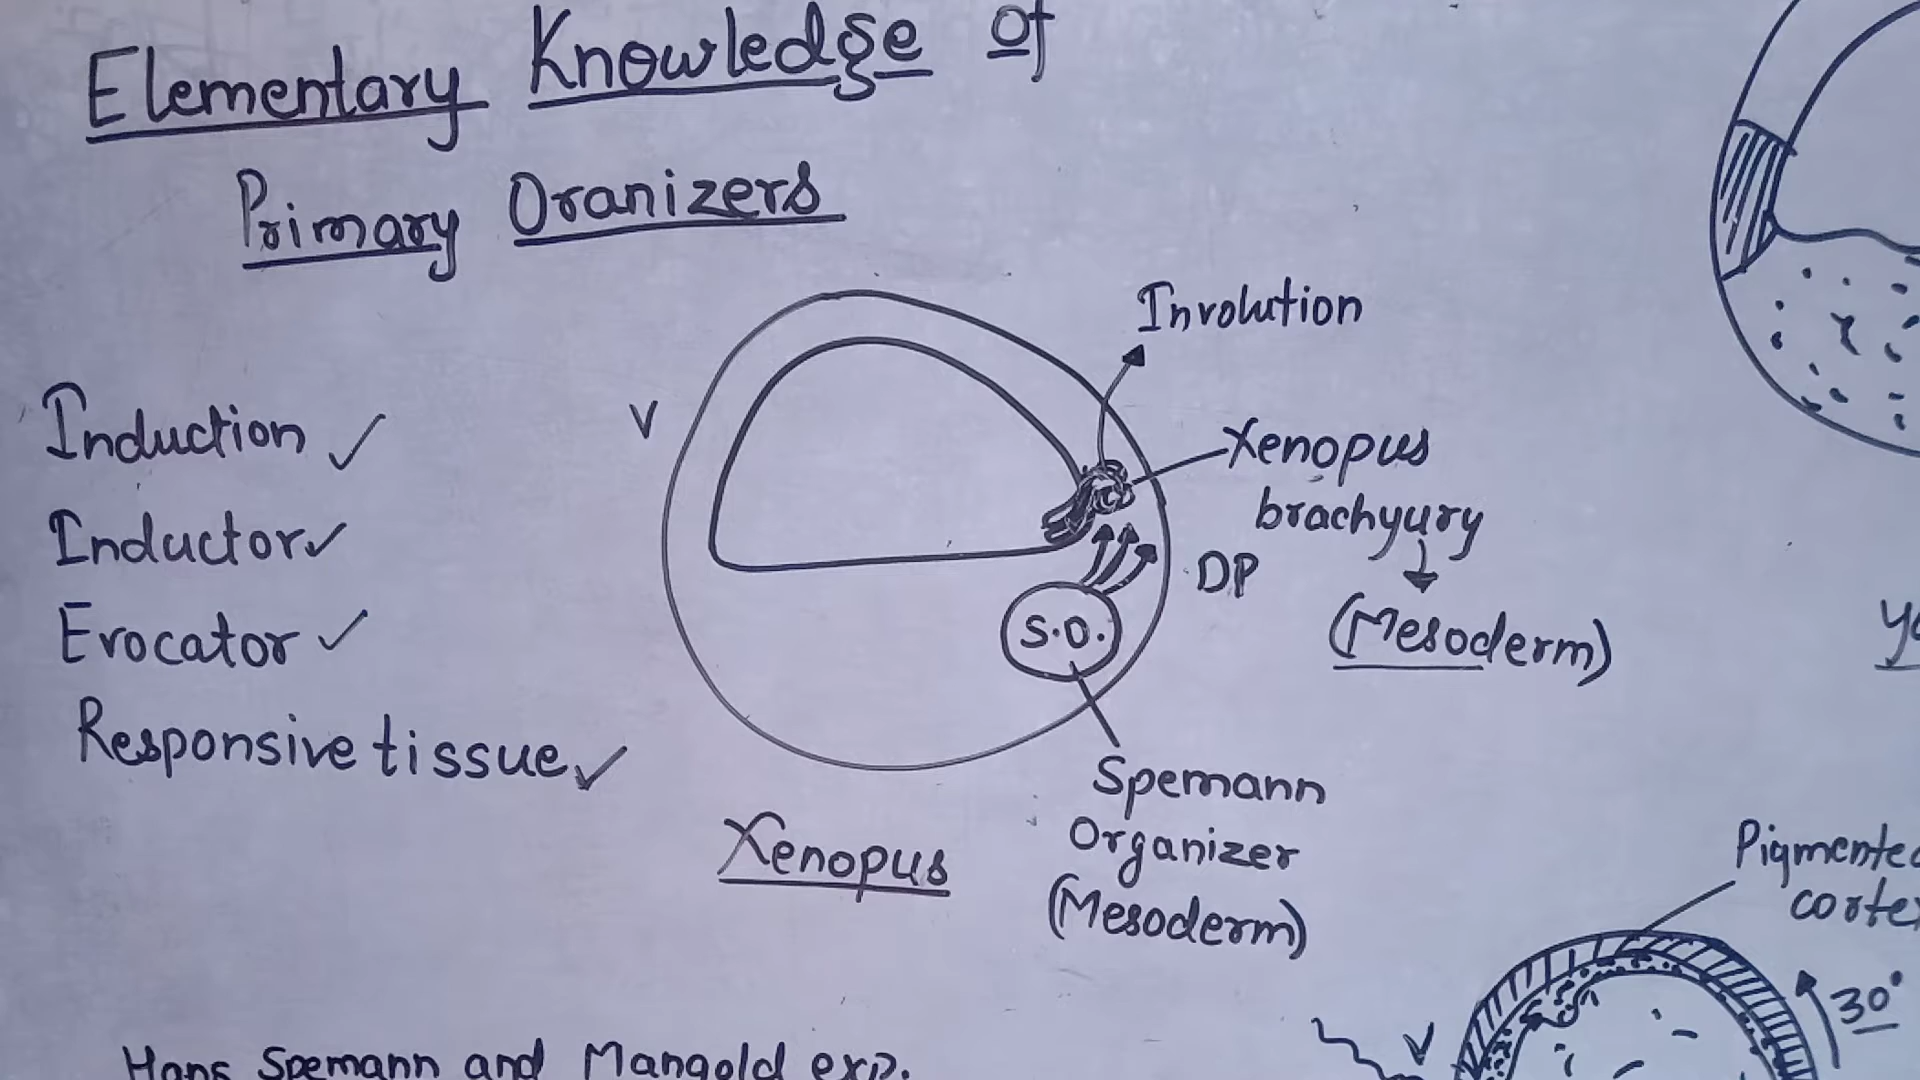 Elementary Knowledge of
Primary Oranizers
Induction ✓
Inductor ✓
Evocator ✓
Responsive tissue ✓
V
Involution
Xenopus
brachyury
(Mesoderm)
DP
S.O.
Spemann
Organizer
(Mesoderm)
Xenopus
Pigmented
cortex
30°
V
Hans Spemann and Mangold exp.